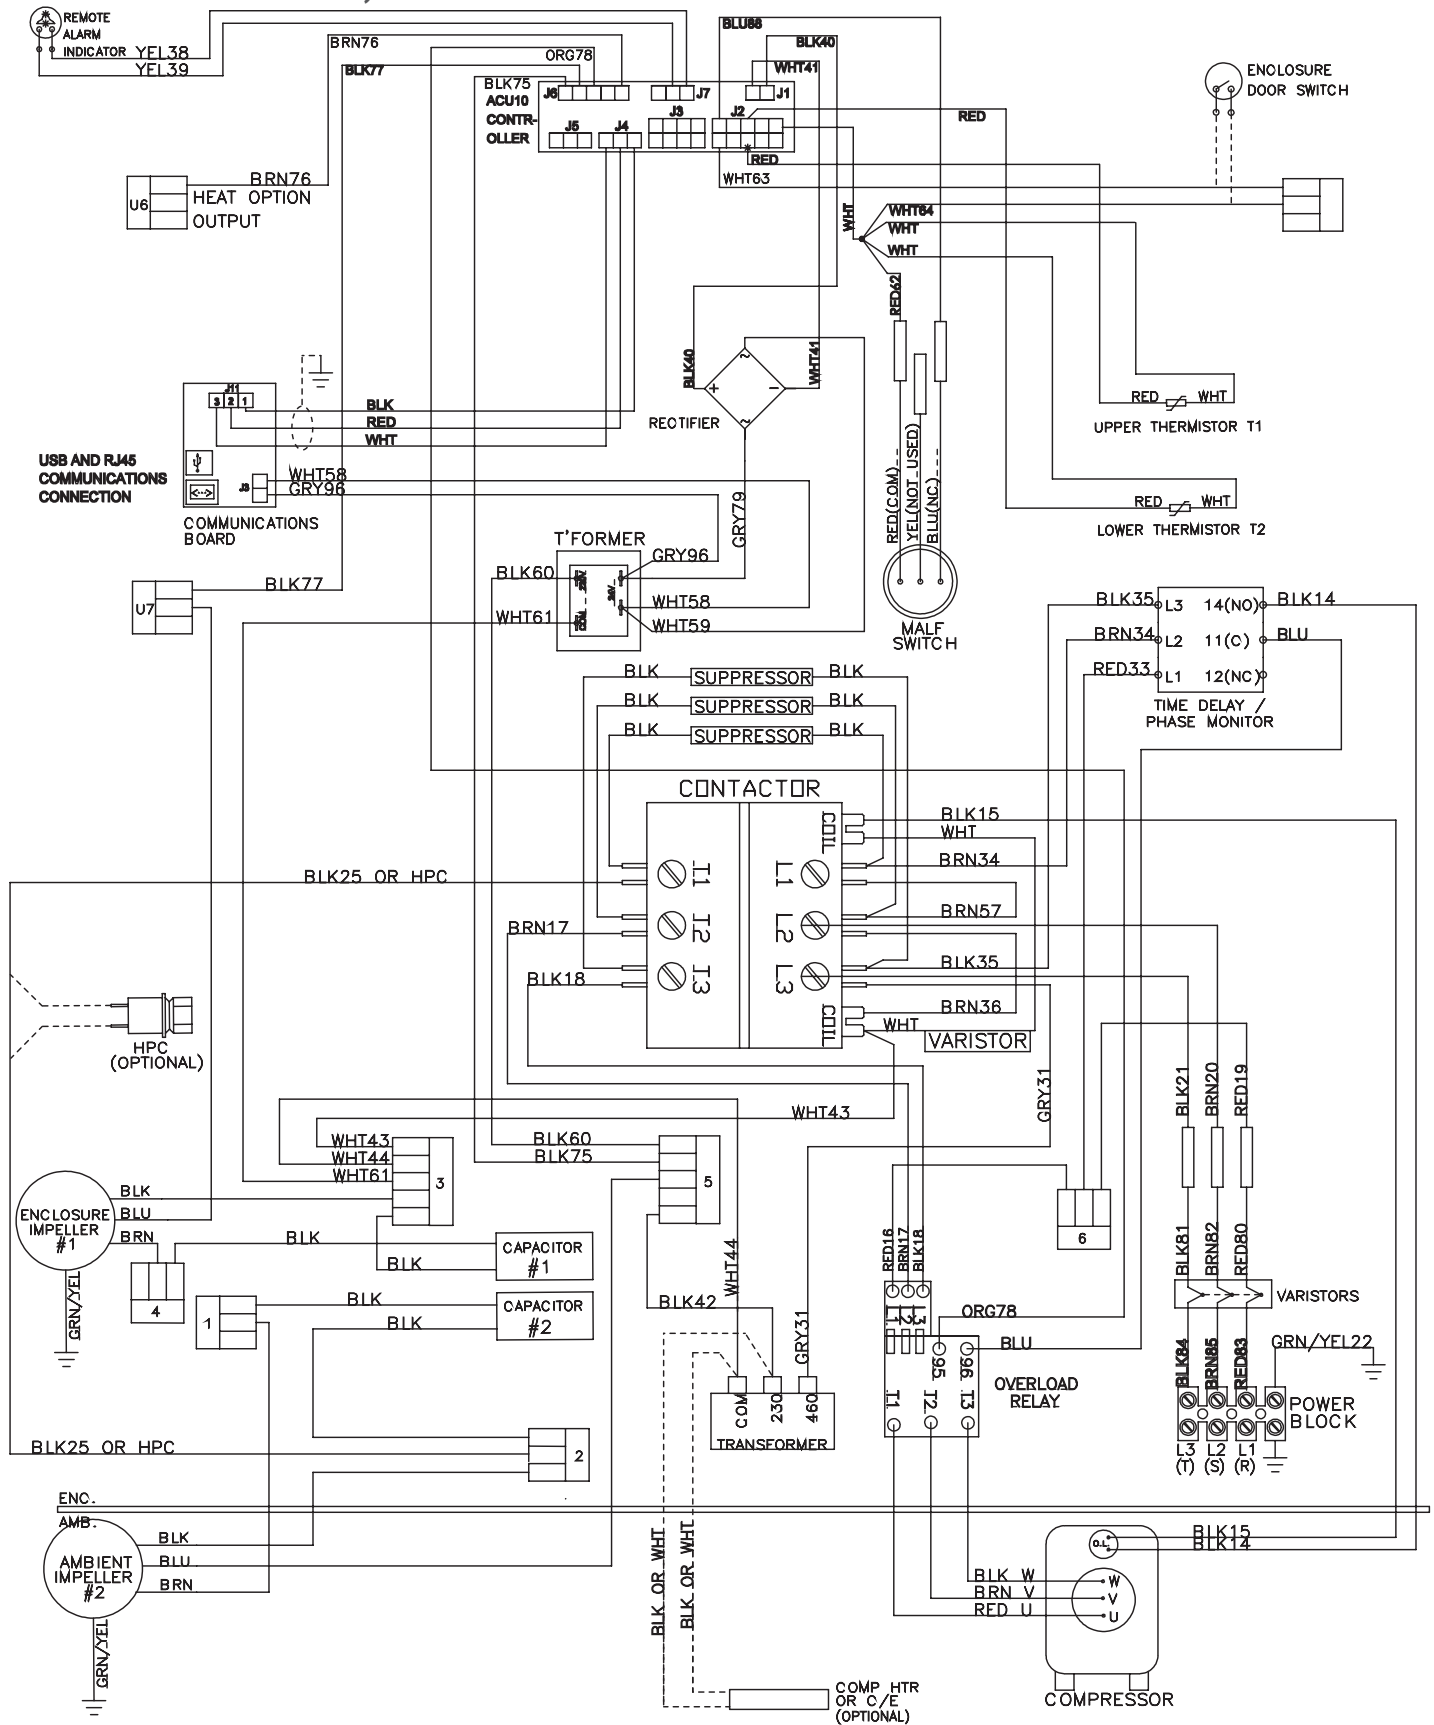 REMOTE
ALARM
INDICATOR
YEL38
YEL39
BRN76
BLK77
ORG78
BLK75
ACU10
CONTR-
OLLER
J6
J7
J1
J5
J4
J3
J2
BLU88
BLK40
WHT41
RED
RED
WHT63
ENCLOSURE
DOOR SWITCH
U6
BRN76
HEAT OPTION
OUTPUT
WHT
WHT64
WHT
WHT
RED62
BLK40
WHT41
~
+
-
~
RECTIFIER
RED
WHT
UPPER THERMISTOR T1
RED
WHT
LOWER THERMISTOR T2
J11
3 2 1
BLK
RED
WHT
USB AND RJ45
COMMUNICATIONS
CONNECTION
J3
WHT58
GRY96
COMMUNICATIONS
BOARD
GRY79
RED(COM)
YEL(NOT USED)
BLU(NC)
MALF
SWITCH
T'FORMER
BLK60
WHT61
COM
GRY96
WHT58
WHT59
U7
BLK77
BLK35
BRN34
RED33
L3
L2
L1
14(NO)
11(C)
12(NC)
BLK14
BLU
TIME DELAY /
PHASE MONITOR
BLK
SUPPRESSOR
BLK
BLK
SUPPRESSOR
BLK
BLK
SUPPRESSOR
BLK
CONTACTOR
COIL
BLK15
WHT
T1
L1
BRN34
BLK25 OR HPC
BRN57
BRN17
T2
L2
BLK35
BLK18
T3
L3
COIL
BRN36
WHT
VARISTOR
HPC
(OPTIONAL)
GRY31
BLK21
BRN20
RED19
WHT43
WHT43
WHT44
WHT61
3
BLK60
BLK75
5
BLK
BLU
BRN
ENCLOSURE
IMPELLER
#1
GRN/YEL
4
BLK
BLK
CAPACITOR
#1
1
BLK
BLK
CAPACITOR
#2
WHT44
BLK42
GRY31
COM
230
460
TRANSFORMER
RED16
BRN17
BLK18
L1
L2
L3
ORG78
BLU
95
96
T1
T2
T3
OVERLOAD
RELAY
6
BLK81
BRN82
RED80
VARISTORS
BLK84
BRN85
RED83
GRN/YEL22
POWER
BLOCK
L3
(T)
L2
(S)
L1
(R)
BLK25 OR HPC
2
ENC.
AMB.
BLK
BLU
BRN
AMBIENT
IMPELLER
#2
GRN/YEL
BLK OR WHT
BLK OR WHT
COMP HTR
OR C/E
(OPTIONAL)
BLK W
BRN V
RED U
O.L.
W
V
U
BLK15
BLK14
COMPRESSOR